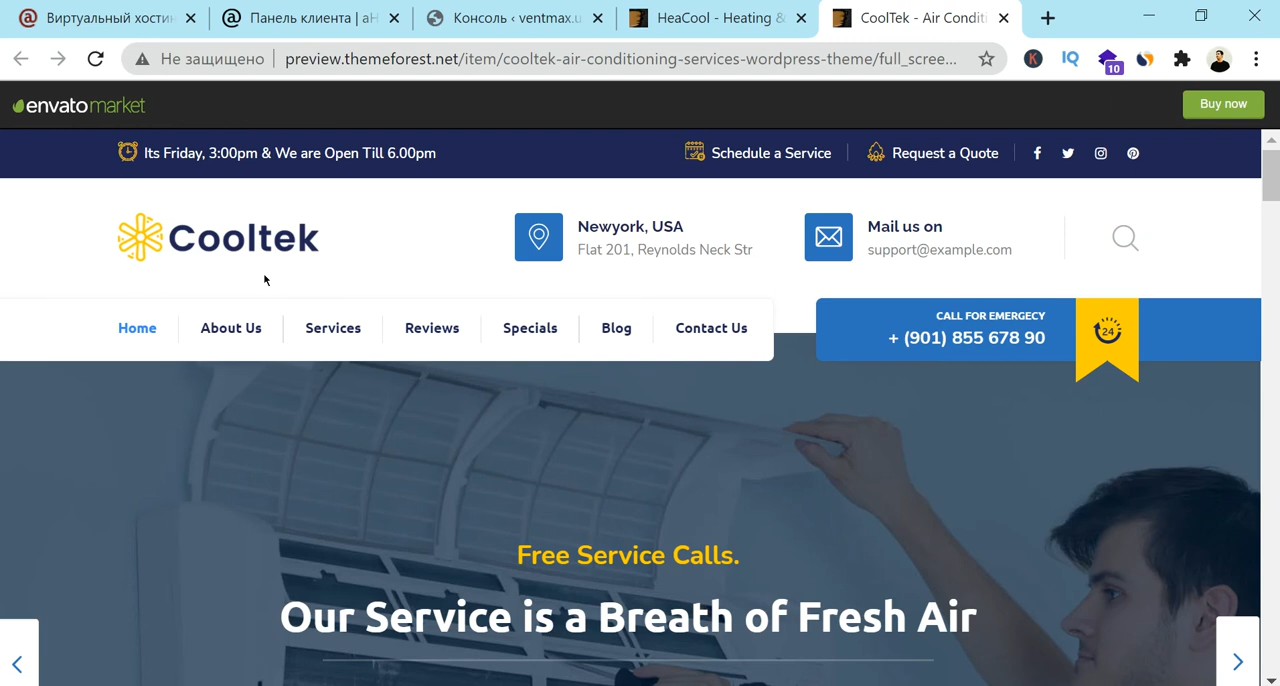 Виртуальный хостин
Панель клиента | ан
Консоль ‹ ventmax.u
HeaCool - Heating &
CoolTek - Air Conditi
Не защищено
preview.themeforest.net/item/cooltek-air-conditioning-services-wordpress-theme/full_scree...
K
IQ
10
envatomarket
Buy now
Its Friday, 3:00pm & We are Open Till 6.00pm
Schedule a Service
Request a Quote
Cooltek
Newyork, USA
Flat 201, Reynolds Neck Str
Mail us on
support@example.com
Home
About Us
Services
Reviews
Specials
Blog
Contact Us
CALL FOR EMERGECY
+ (901) 855 678 90
24
Free Service Calls.
Our Service is a Breath of Fresh Air